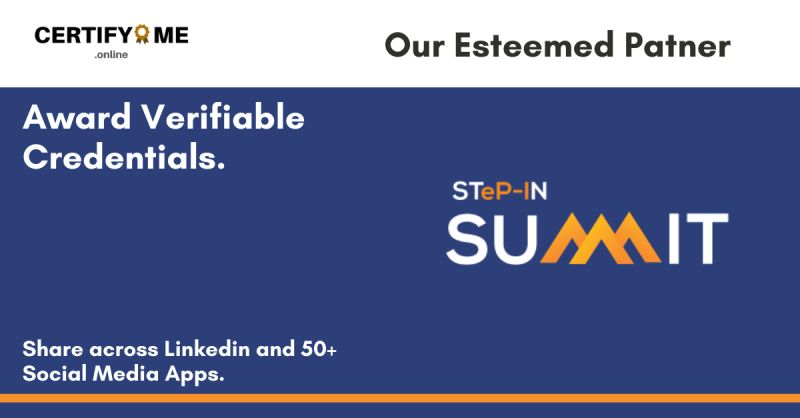 CERTIFYME
.online
Our Esteemed Patner
Award Verifiable
Credentials.
STeP-IN
SUMMIT
Share across Linkedin and 50+
Social Media Apps.